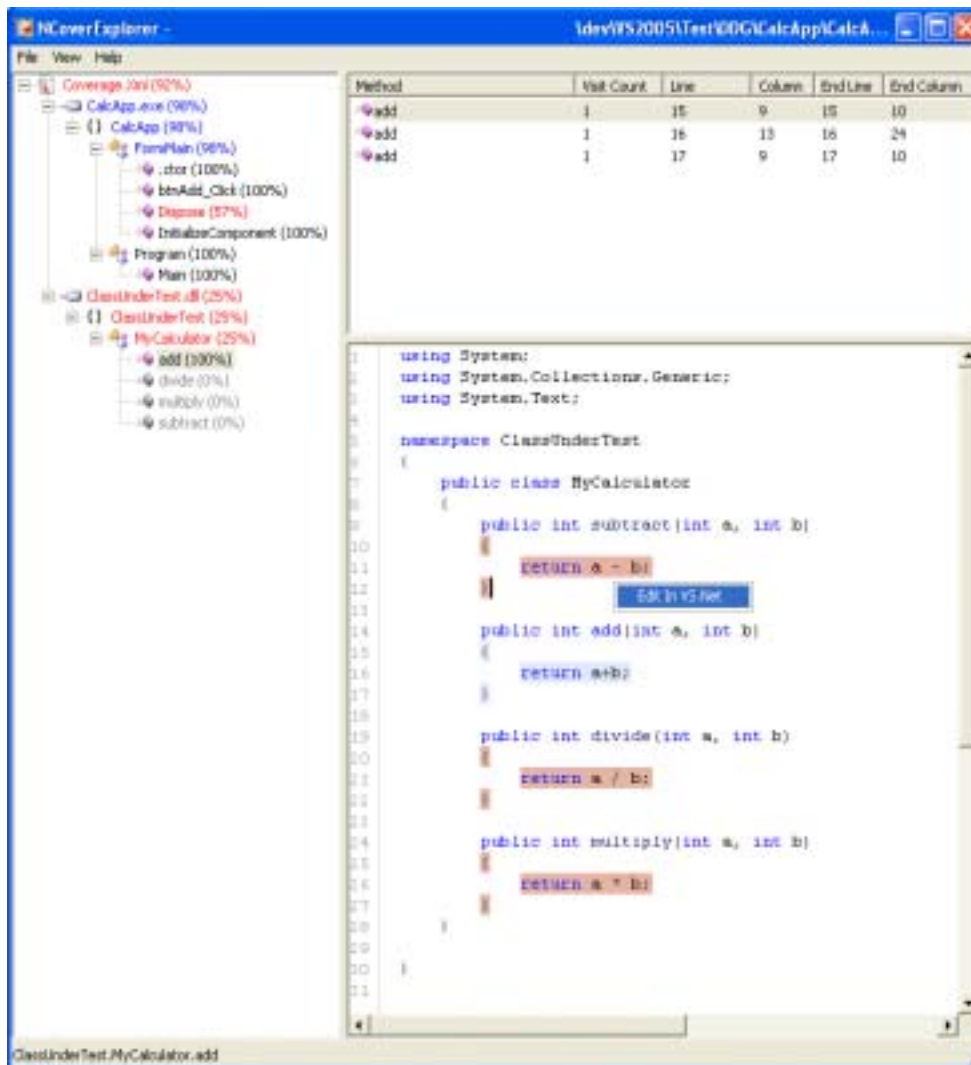 NCoverExplorer - \dev\VS2005\Test\DDG\CalcApp\CalcA...
File View Help
Coverage.Xml (92%)
CalcApp.exe (98%)
{} CalcApp (98%)
FormMain (98%)
.ctor (100%)
btnAdd_Click (100%)
Dispose (57%)
InitializeComponent (100%)
Program (100%)
Main (100%)
ClassUnderTest.dll (25%)
{} ClassUnderTest (25%)
MyCalculator (25%)
add (100%)
divide (0%)
multiply (0%)
subtract (0%)
Method Visit Count Line Column End Line End Column
add 1 15 9 15 10
add 1 16 13 16 24
add 1 17 9 17 10
1 using System;
2 using System.Collections.Generic;
3 using System.Text;
4
5 namespace ClassUnderTest
6 {
7 public class MyCalculator
8 {
9 public int subtract(int a, int b)
10 {
11 return a - b;
12 }
Edit In VS.Net
13
14 public int add(int a, int b)
15 {
16 return a+b;
17 }
18
19 public int divide(int a, int b)
20 {
21 return a / b;
22 }
23
24 public int multiply(int a, int b)
25 {
26 return a * b;
27 }
28 }
29
30 }
31
ClassUnderTest.MyCalculator.add